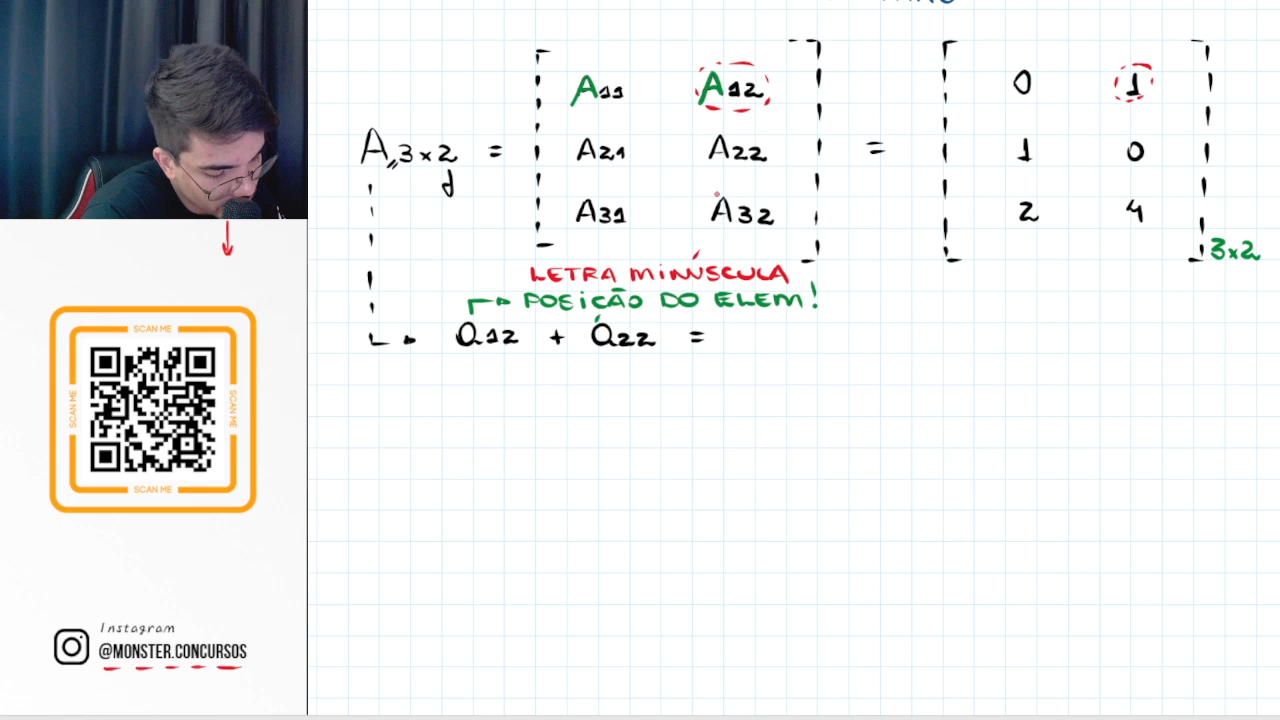 A 3x2 = A11 A12 = 0 1
A21 A22 1 0
A31 A32 2 4
3x2
LETRA MINÚSCULA
POSIÇÃO DO ELEM!
a12 + a22 =
SCAN ME
SCAN ME
SCAN ME
SCAN ME
Instagram
@MONSTER.CONCURSOS